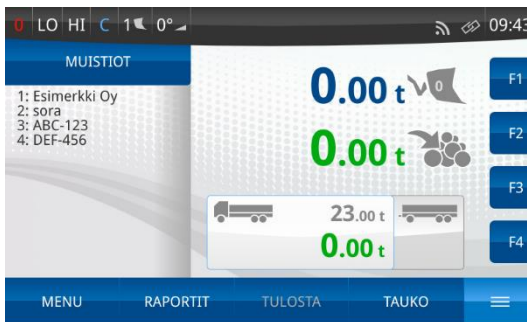 0 LO HI C 1 0° 09:43
MUISTIOT
1: Esimerkki Oy
2: sora
3: ABC-123
4: DEF-456
0.00 t 0
0.00 t
23.00 t
0.00 t
F1
F2
F3
F4
MENU RAPORTIT TULOSTA TAUKO